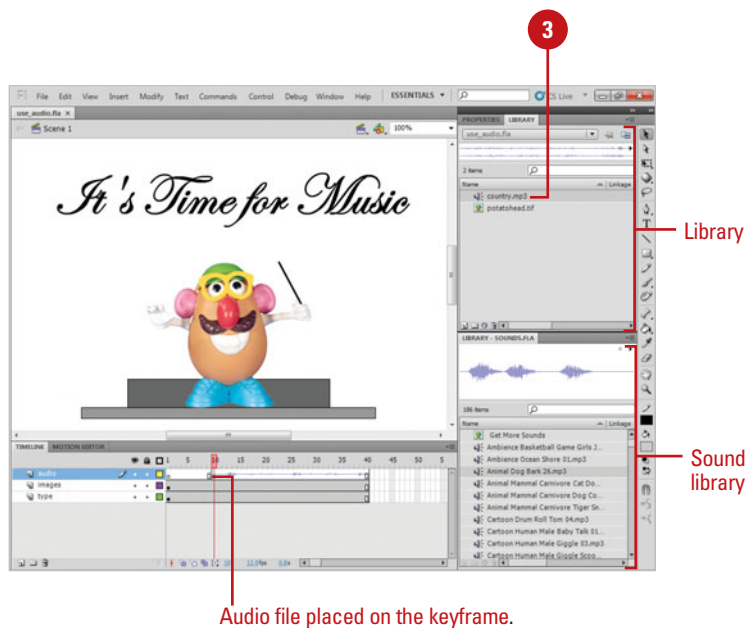 3
Fl File Edit View Insert Modify Text Commands Control Debug Window Help ESSENTIALS CS Live
use_audio.fla ×
Scene 1 100%
It's Time for Music
PROPERTIES LIBRARY
use_audio.fla
2 items
Name Linkage
country.mp3
potatohead.tif
Library
LIBRARY - SOUNDS.FLA
186 items
Name Linkage
Get More Sounds
Ambience Basketball Game Girls J...
Ambience Ocean Shore 01.mp3
Animal Dog Bark 26.mp3
Animal Mammal Carnivore Cat Do...
Animal Mammal Carnivore Dog Co...
Animal Mammal Carnivore Tiger Sn...
Cartoon Drum Roll Tom 04.mp3
Cartoon Human Male Baby Talk 01...
Cartoon Human Male Giggle 03.mp3
Cartoon Human Male Giggle Scoo...
Sound
library
TIMELINE MOTION EDITOR
1 5 10 15 20 25 30 35 40 45 50 5
audio
images
type
10 12.0fps 0.8s
Audio file placed on the keyframe.